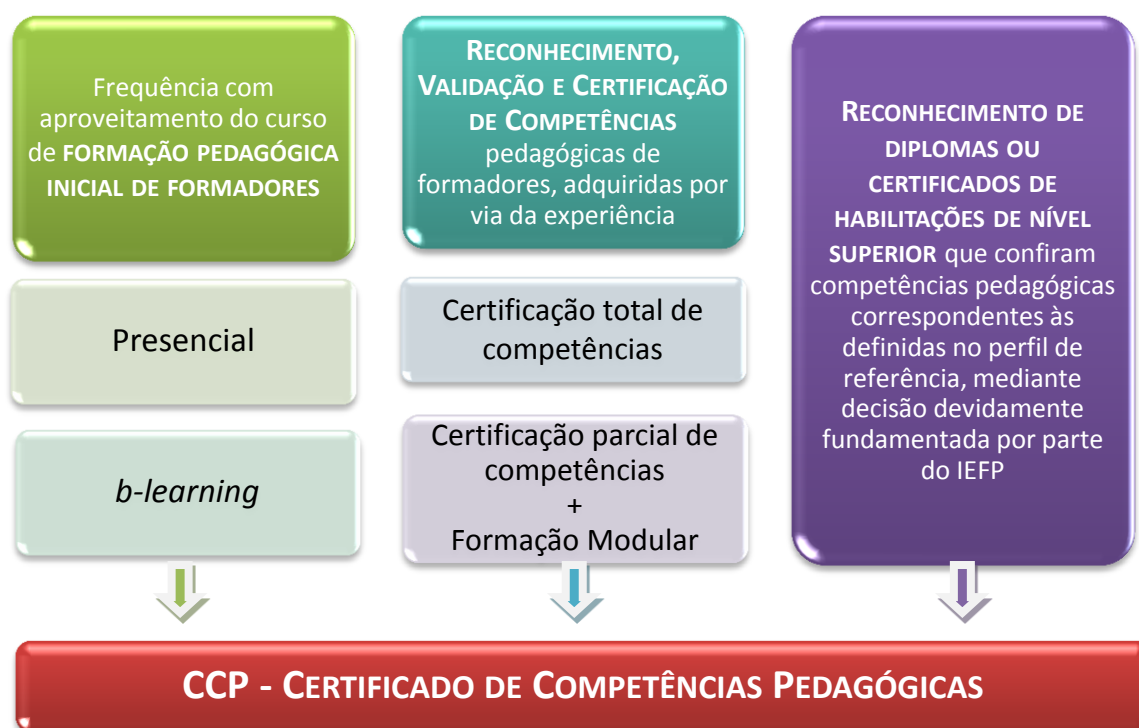 Frequência com
aproveitamento do curso
de FORMAÇÃO PEDAGÓGICA
INICIAL DE FORMADORES
Presencial
b-learning
RECONHECIMENTO,
VALIDAÇÃO E CERTIFICAÇÃO
DE COMPETÊNCIAS
pedagógicas de
formadores, adquiridas por
via da experiência
Certificação total de
competências
Certificação parcial de
competências
+
Formação Modular
RECONHECIMENTO DE
DIPLOMAS OU
CERTIFICADOS DE
HABILITAÇÕES DE NÍVEL
SUPERIOR que confiram
competências pedagógicas
correspondentes às
definidas no perfil de
referência, mediante
decisão devidamente
fundamentada por parte
do IEFP
CCP - CERTIFICADO DE COMPETÊNCIAS PEDAGÓGICAS